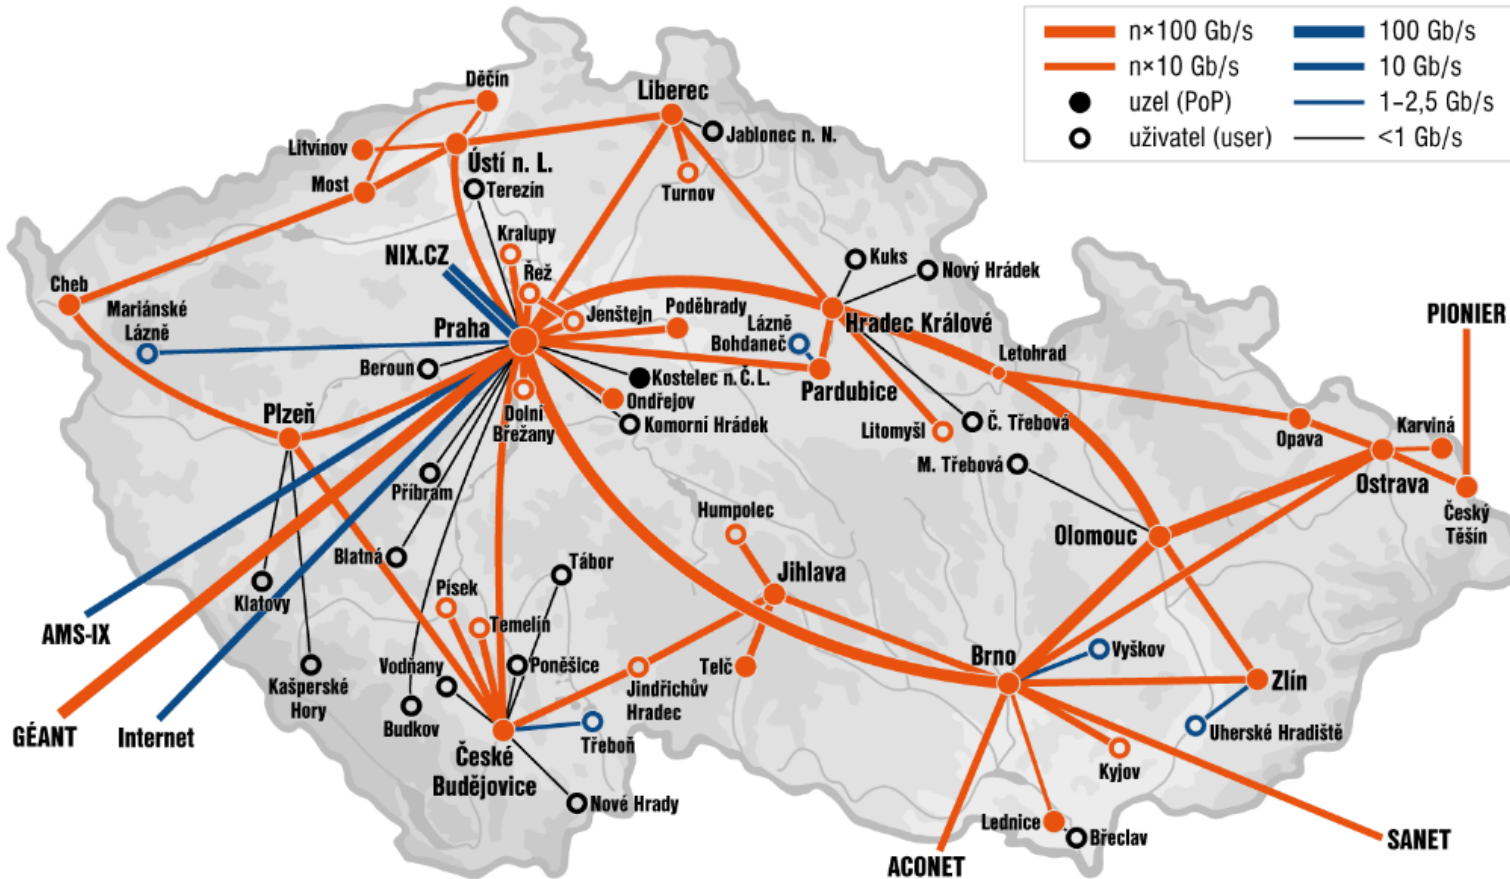 n×100 Gb/s
100 Gb/s
n×10 Gb/s
10 Gb/s
uzel (PoP)
1–2,5 Gb/s
uživatel (user)
<1 Gb/s
Děčín
Liberec
Jablonec n. N.
Litvínov
Ústí n. L.
Most
Terezín
Turnov
Kralupy
NIX.CZ
Řež
Kuks
Nový Hrádek
Cheb
Mariánské
Lázně
Praha
Jenštejn
Poděbrady
Lázně
Bohdaneč
Hradec Králové
PIONIER
Letohrad
Beroun
Kostelec n.Č.L.
Pardubice
Ondřejov
Plzeň
Dolní
Břežany
Komorní Hrádek
Litomyšl
Č. Třebová
Opava
Karviná
M. Třebová
Ostrava
Příbram
Humpolec
Český
Těšín
Olomouc
Blatná
Tábor
Jihlava
Klatovy
Písek
Temelín
AMS-IX
Vodňany
Poněšice
Telč
Brno
Vyškov
Kašperské
Hory
Jindřichův
Hradec
Zlín
Budkov
GÉANT
Internet
Třeboň
Uherské Hradiště
České
Budějovice
Kyjov
Nové Hrady
Lednice
Břeclav
SANET
ACONET